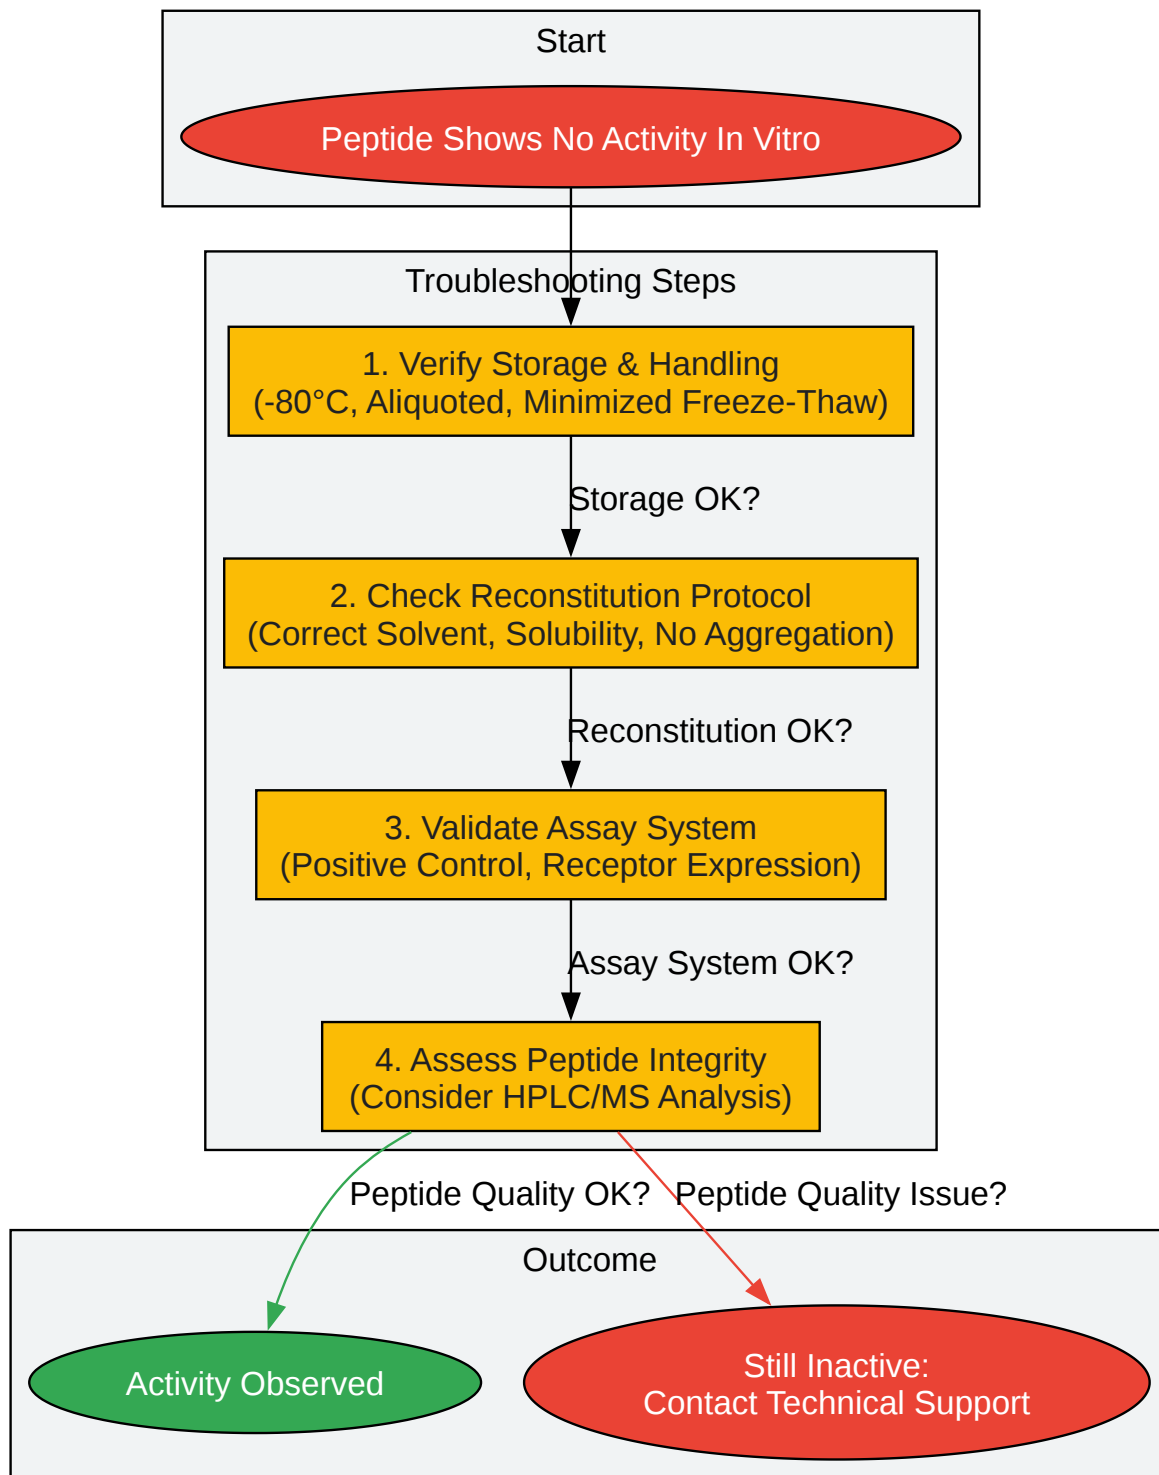 Start
Peptide Shows No Activity In Vitro
Troubleshooting Steps
1. Verify Storage & Handling
(-80°C, Aliquoted, Minimized Freeze-Thaw)
Storage OK?
2. Check Reconstitution Protocol
(Correct Solvent, Solubility, No Aggregation)
Reconstitution OK?
3. Validate Assay System
(Positive Control, Receptor Expression)
Assay System OK?
4. Assess Peptide Integrity
(Consider HPLC/MS Analysis)
Peptide Quality OK?
Peptide Quality Issue?
Outcome
Activity Observed
Still Inactive:
Contact Technical Support